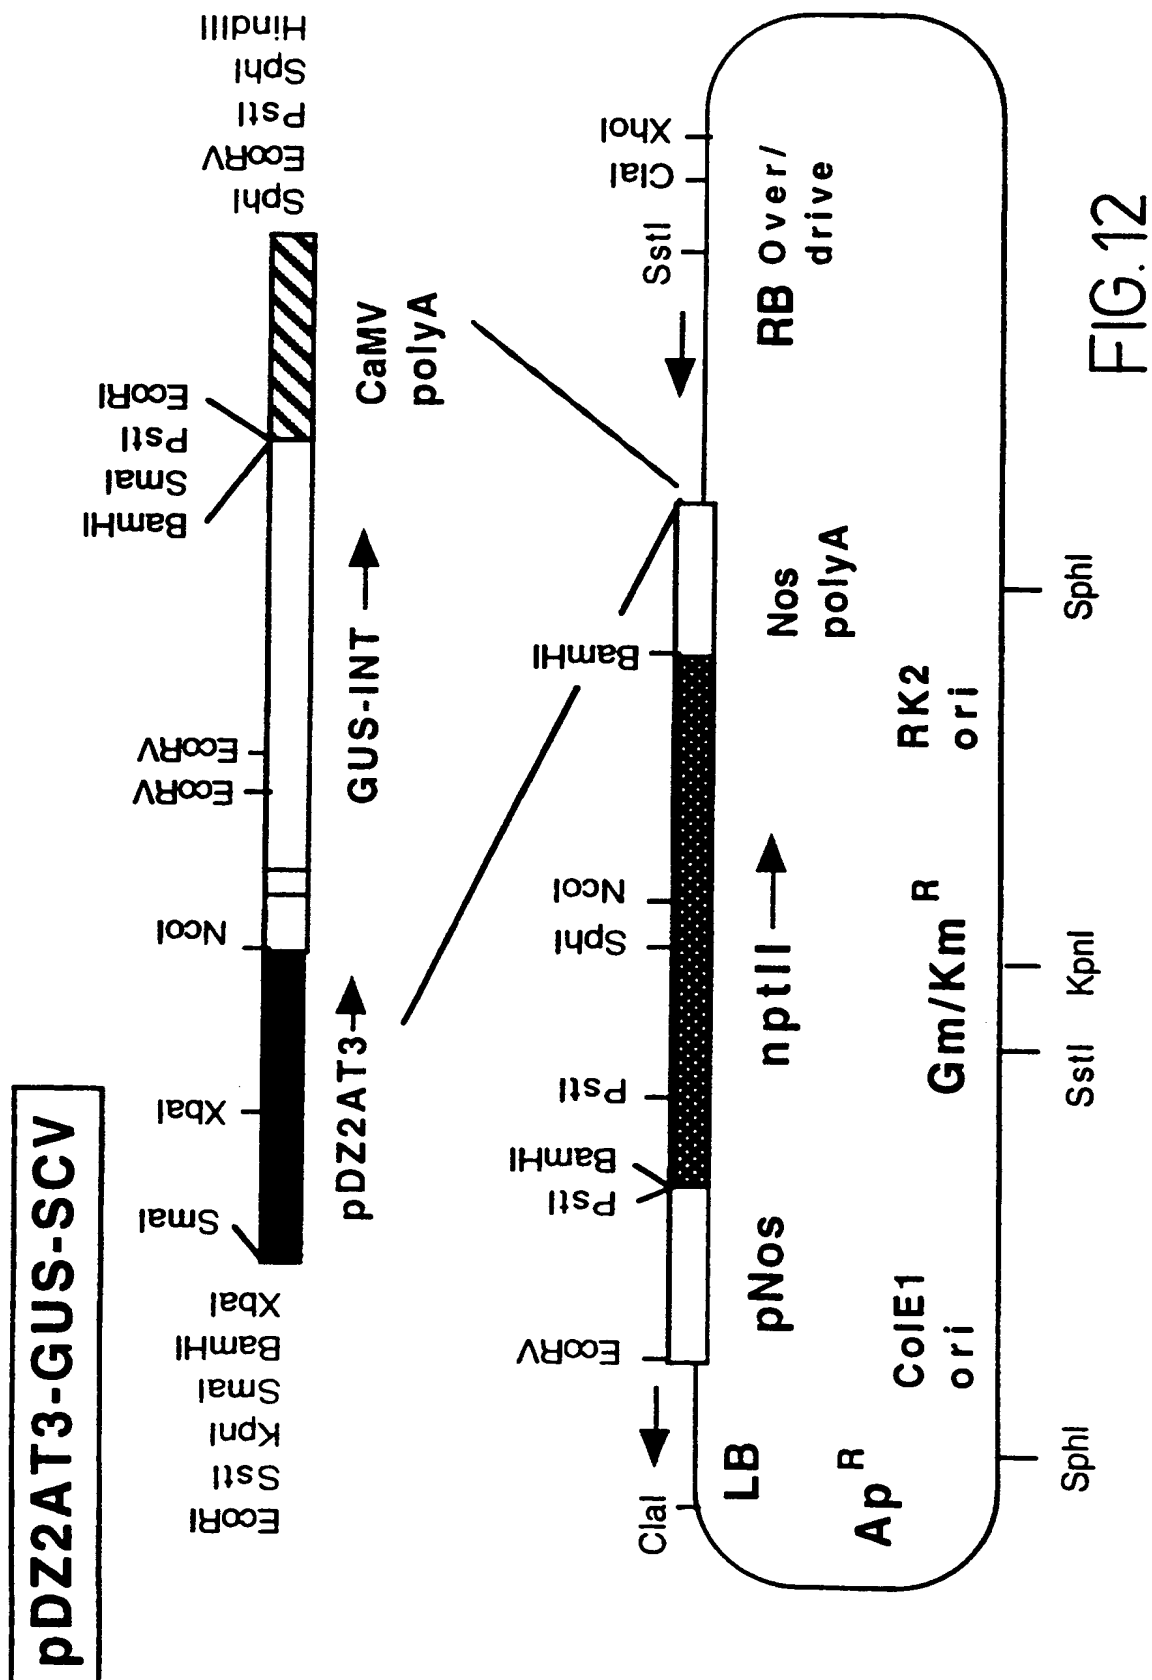 pDZ2AT3-GUS-SCV
EcoRI
SstI
KpnI
SmaI
BamHI
XbaI
SmaI
XbaI
NcoI
EcoRV
EcoRV
BamHI
SmaI
PstI
EcoRI
SphI
EcoRV
PstI
SphI
HindIII
pDZ2AT3
GUS-INT
CaMV
polyA
ClaI
EcoRV
PstI
BamHI
PstI
SphI
NcoI
BamHI
SstI
ClaI
XhoI
LB
pNos
nptII
Nos
polyA
RB Over/
drive
Ap R
ColE1
ori
Gm/Km R
RK2
ori
SphI
SstI
KpnI
SphI
FIG. 12